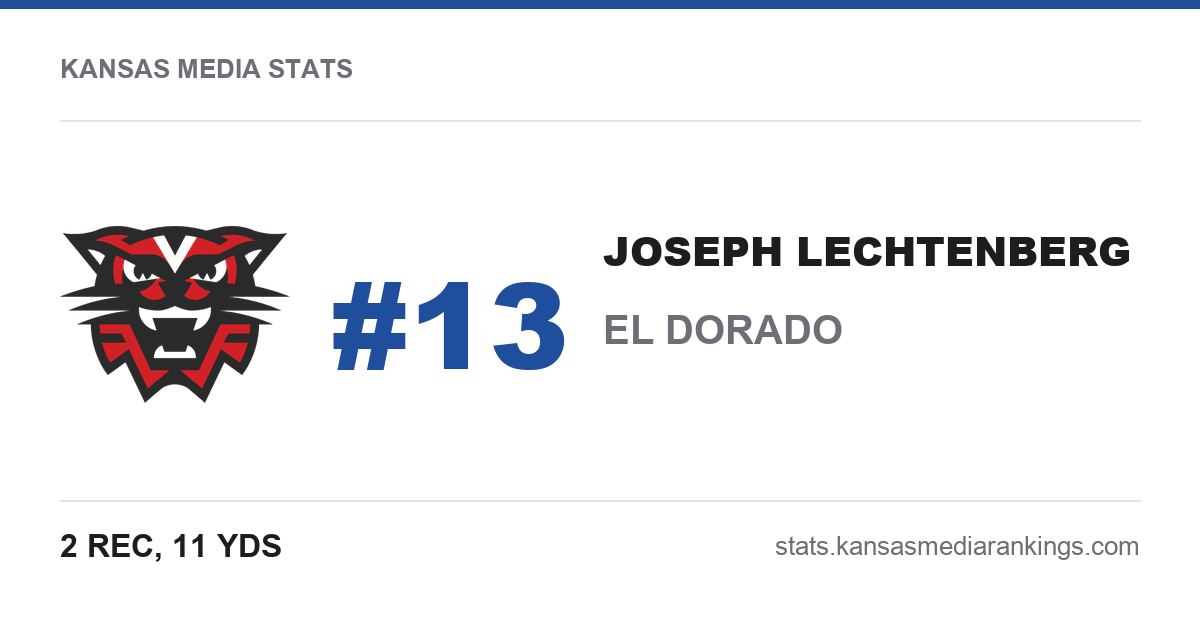 KANSAS MEDIA STATS
#13
JOSEPH LECHTENBERG
EL DORADO
2 REC, 11 YDS
stats.kansasmediarankings.com